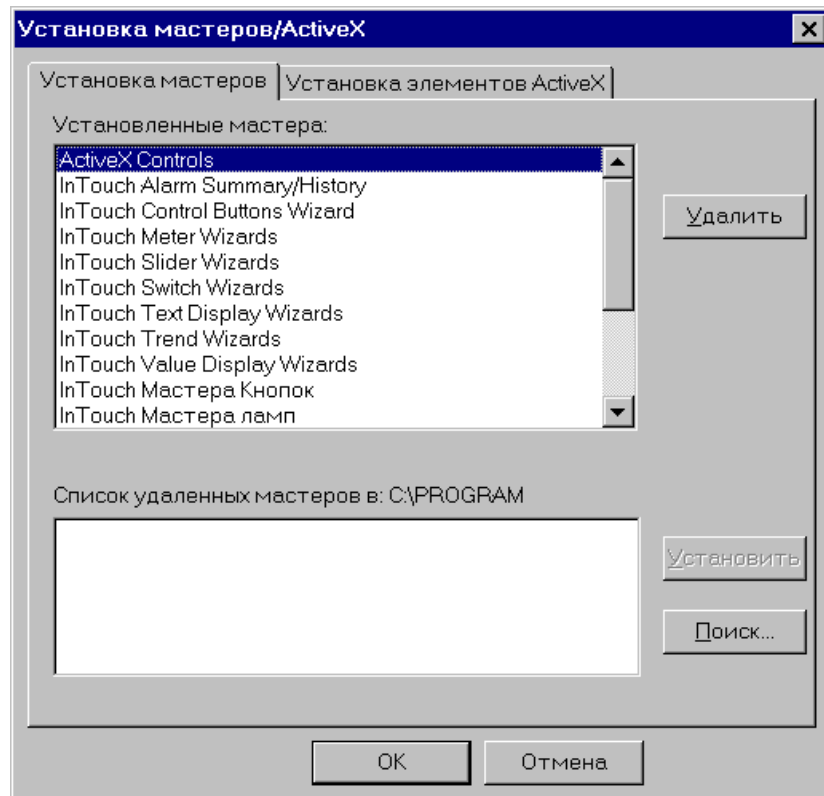 Установка мастеров/ActiveX
Установка мастеров
Установка элементов ActiveX
Установленные мастера:
ActiveX Controls
InTouch Alarm Summary/History
InTouch Control Buttons Wizard
InTouch Meter Wizards
InTouch Slider Wizards
InTouch Switch Wizards
InTouch Text Display Wizards
InTouch Trend Wizards
InTouch Value Display Wizards
InTouch Мастера Кнопок
InTouch Мастера ламп
Удалить
Список удаленных мастеров в: C:\PROGRAM
Установить
Поиск...
OK
Отмена